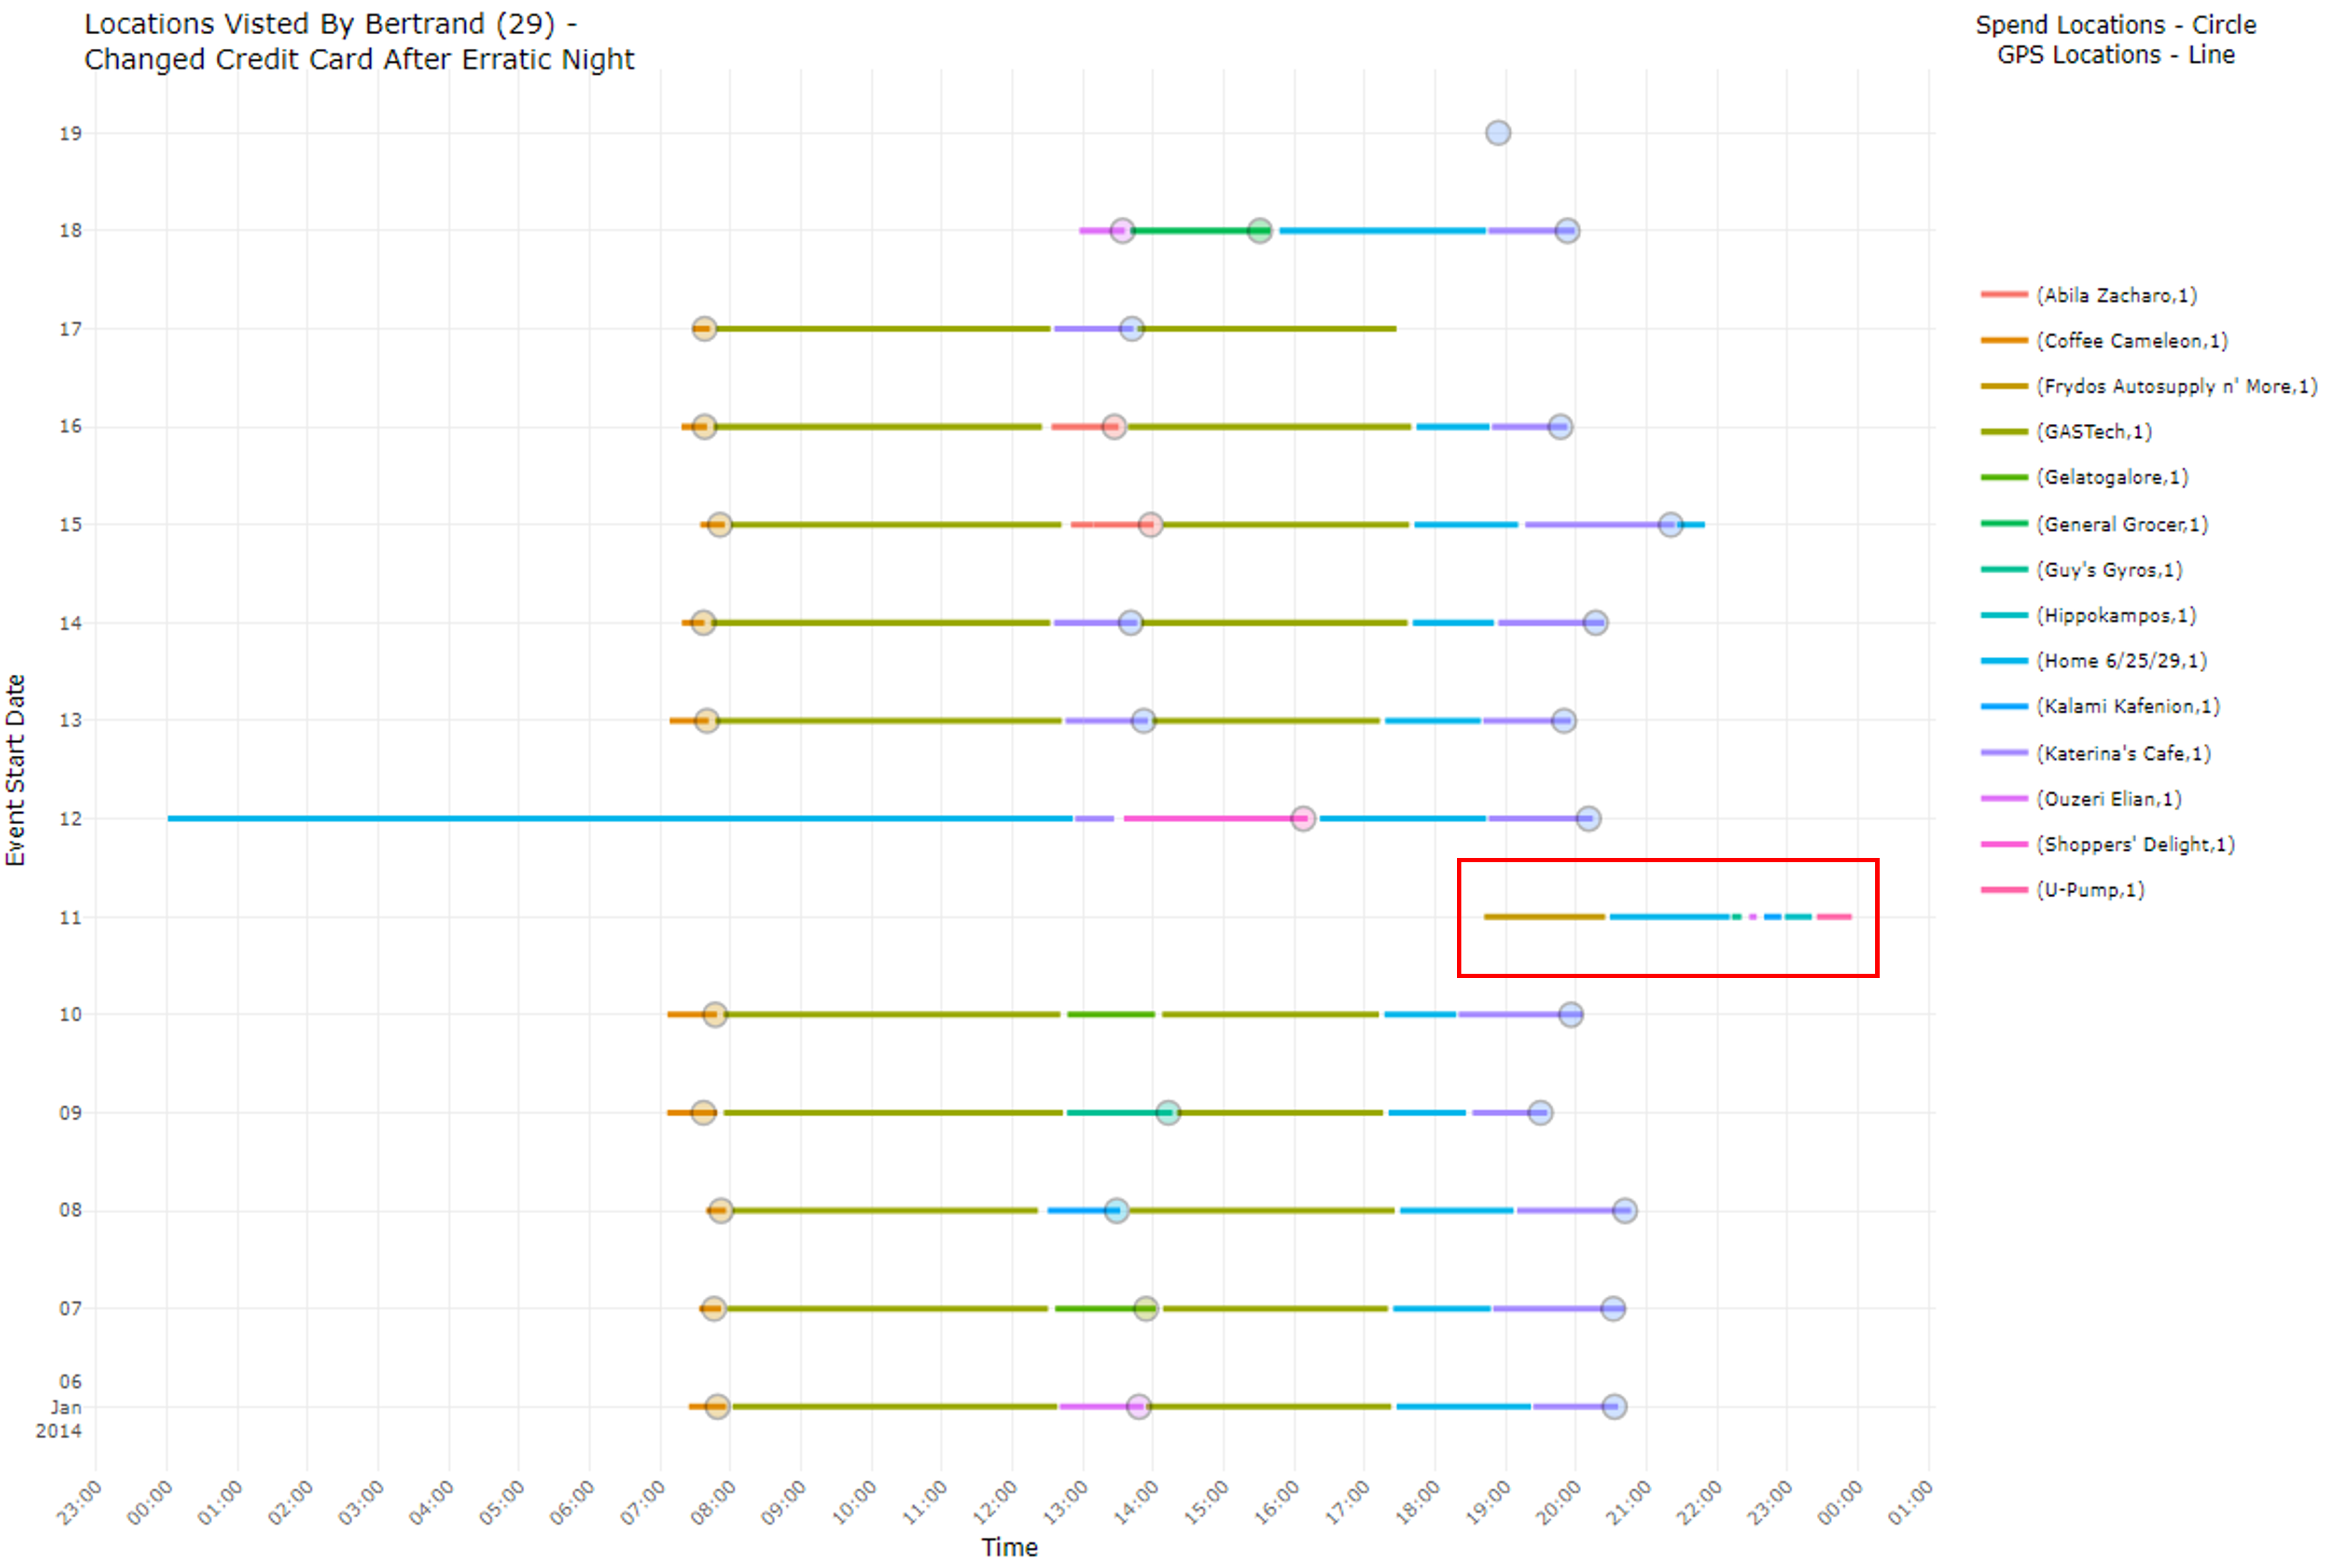 Locations Visted By Bertrand (29) -
Changed Credit Card After Erratic Night
Spend Locations - Circle
GPS Locations - Line
Event Start Date
19
18
17
16
15
14
13
12
11
10
09
08
07
06
Jan
2014
23:00
00:00
01:00
02:00
03:00
04:00
05:00
06:00
07:00
08:00
09:00
10:00
11:00
12:00
13:00
14:00
15:00
16:00
17:00
18:00
19:00
20:00
21:00
22:00
23:00
00:00
01:00
Time
(Abila Zacharo,1)
(Coffee Cameleon,1)
(Frydos Autosupply n' More,1)
(GASTech,1)
(Gelatogalore,1)
(General Grocer,1)
(Guy's Gyros,1)
(Hippokampos,1)
(Home 6/25/29,1)
(Kalami Kafenion,1)
(Katerina's Cafe,1)
(Ouzeri Elian,1)
(Shoppers' Delight,1)
(U-Pump,1)